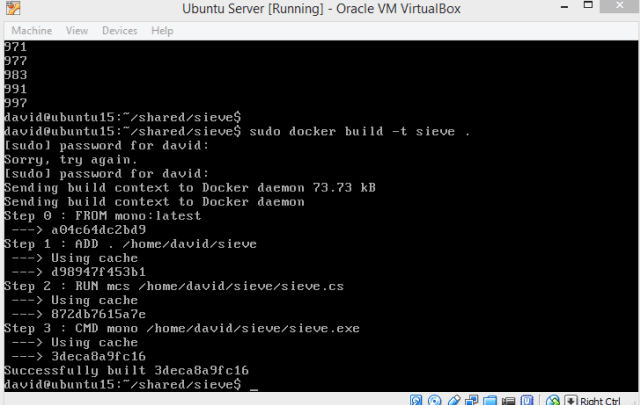 Ubuntu Server [Running] - Oracle VM VirtualBox
Machine View Devices Help
971
977
983
991
997
david@ubuntu15:~/shared/sieve$
david@ubuntu15:~/shared/sieve$ sudo docker build -t sieve .
[sudo] password for david:
Sorry, try again.
[sudo] password for david:
Sending build context to Docker daemon 73.73 kB
Sending build context to Docker daemon
Step 0 : FROM mono:latest
---> a04c64dc2bd9
Step 1 : ADD . /home/david/sieve
---> Using cache
---> d98947f453b1
Step 2 : RUN mcs /home/david/sieve/sieve.cs
---> Using cache
---> 872db7615a7e
Step 3 : CMD mono /home/david/sieve/sieve.exe
---> Using cache
---> 3deca8a9fc16
Successfully built 3deca8a9fc16
david@ubuntu15:~/shared/sieve$ _
Right Ctrl